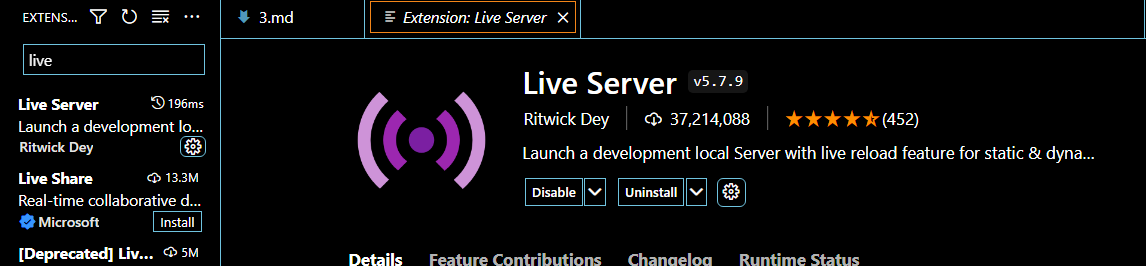 EXTENS...
live
Live Server 196ms
Launch a development lo...
Ritwick Dey
Live Share 13.3M
Real-time collaborative d...
Microsoft Install
[Deprecated] Liv... 5M
3.md Extension: Live Server
Live Server v5.7.9
Ritwick Dey 37,214,088 (452)
Launch a development local Server with live reload feature for static & dyna...
Disable Uninstall
Details Feature Contributions Changelog Runtime Status